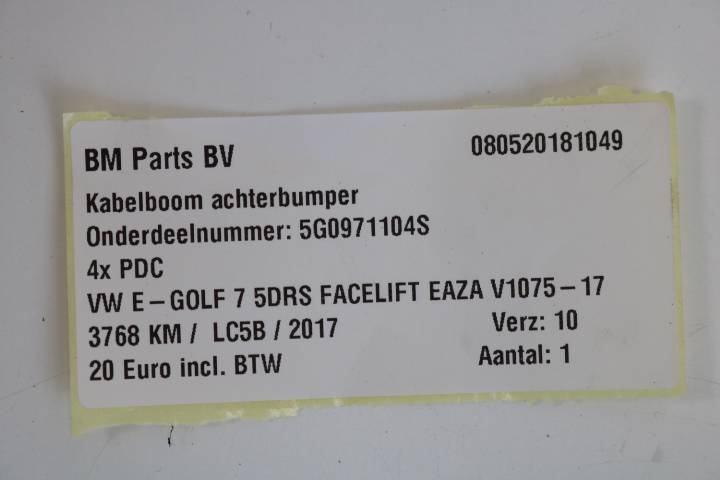 BM Parts BV 080520181049
Kabelboom achterbumper
Onderdeelnummer: 5G0971104S
4x PDC
VW E-GOLF 7 5DRS FACELIFT EAZA V1075-17
3768 KM / LC5B / 2017 Verz: 10
20 Euro incl. BTW Aantal: 1